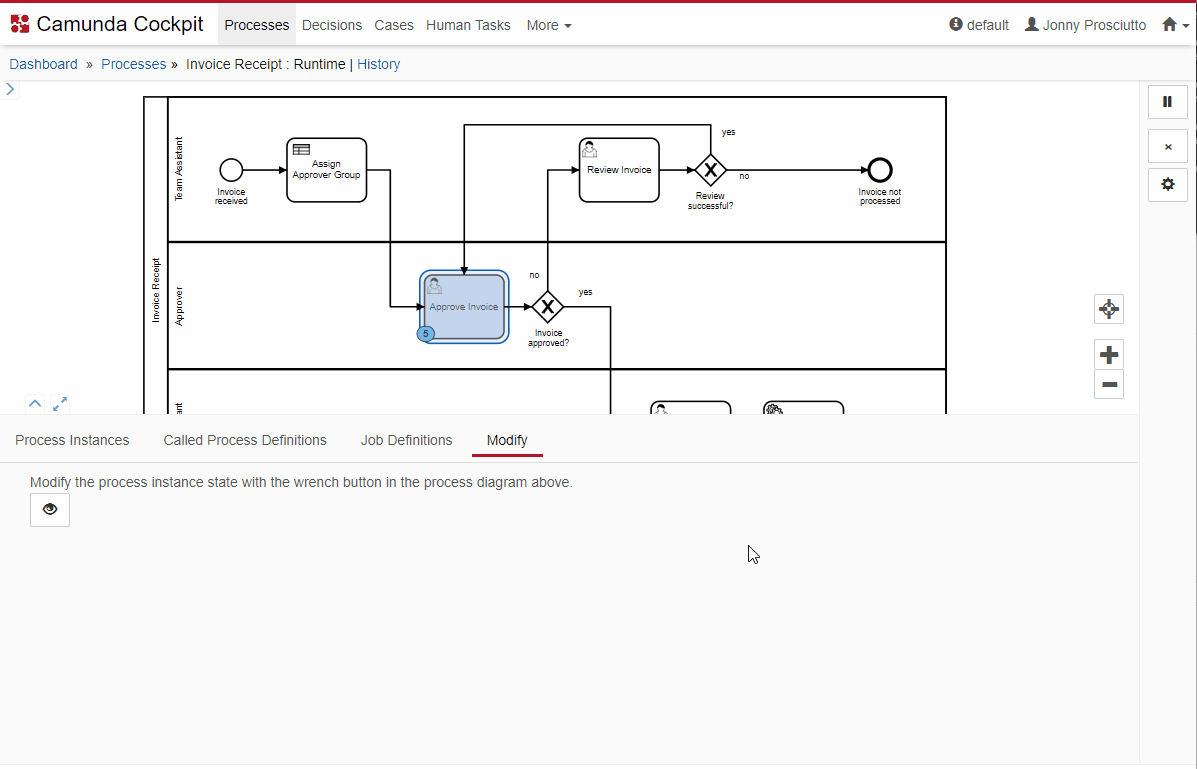 Camunda Cockpit Processes Decisions Cases Human Tasks More default Jonny Prosciutto
Dashboard » Processes » Invoice Receipt : Runtime | History
Invoice Receipt
Team Assistant
Invoice
received
Assign
Approver Group
Review Invoice
yes
no
Review
successful?
Invoice not
processed
Approver
Approve Invoice
5
no
yes
Invoice
approved?
Process Instances Called Process Definitions Job Definitions Modify
Modify the process instance state with the wrench button in the process diagram above.